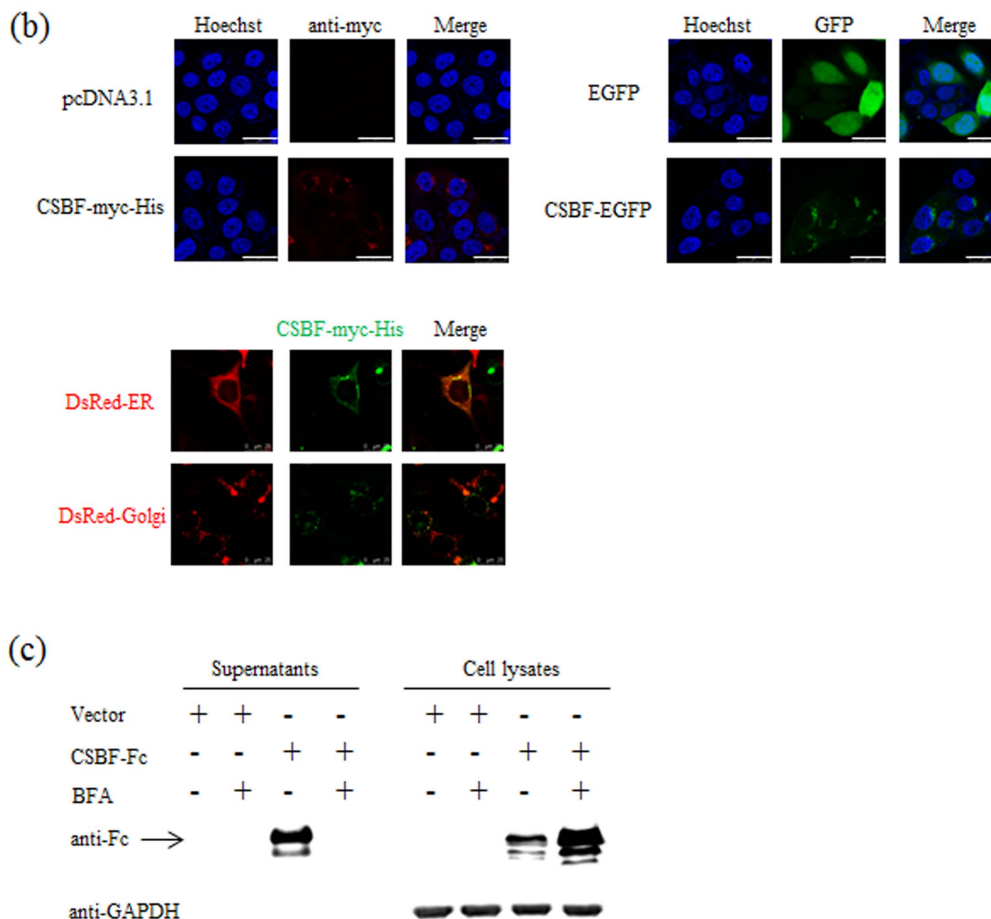 (b)
Hoechst anti-myc Merge
pcDNA3.1
CSBF-myc-His
Hoechst GFP Merge
EGFP
CSBF-EGFP
CSBF-myc-His Merge
DsRed-ER
DsRed-Golgi
(c)
Supernatants Cell lysates
Vector + + - - + + - -
CSBF-Fc - - + + - - + +
BFA - + - + - + - +
anti-Fc →
anti-GAPDH